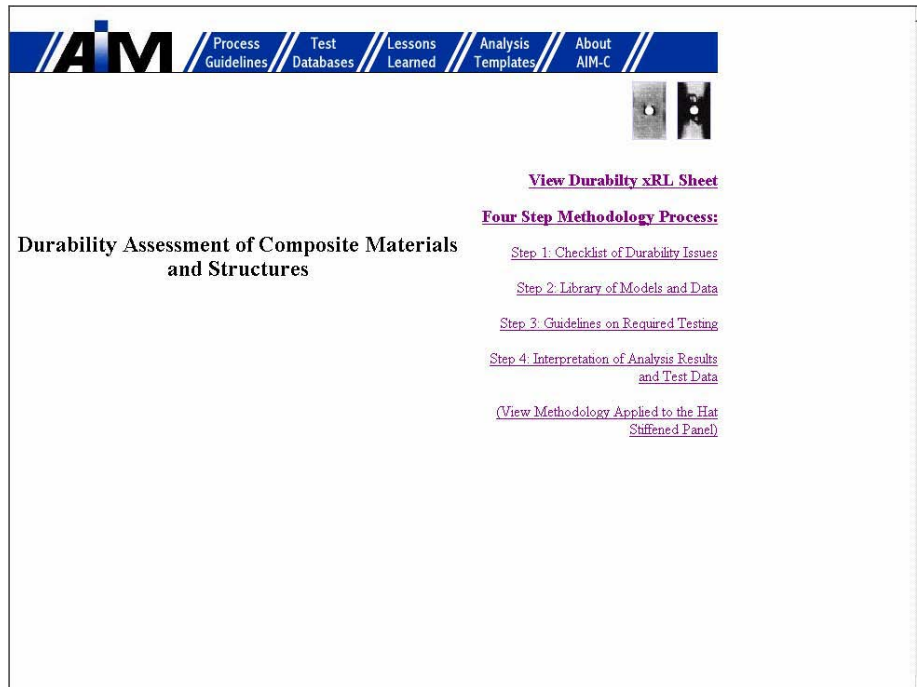 AiM
Process Guidelines
Test Databases
Lessons Learned
Analysis Templates
About AIM-C
View Durabilty xRL Sheet
Four Step Methodology Process:
Durability Assessment of Composite Materials
and Structures
Step 1: Checklist of Durability Issues
Step 2: Library of Models and Data
Step 3: Guidelines on Required Testing
Step 4: Interpretation of Analysis Results
and Test Data
(View Methodology Applied to the Hat
Stiffened Panel)